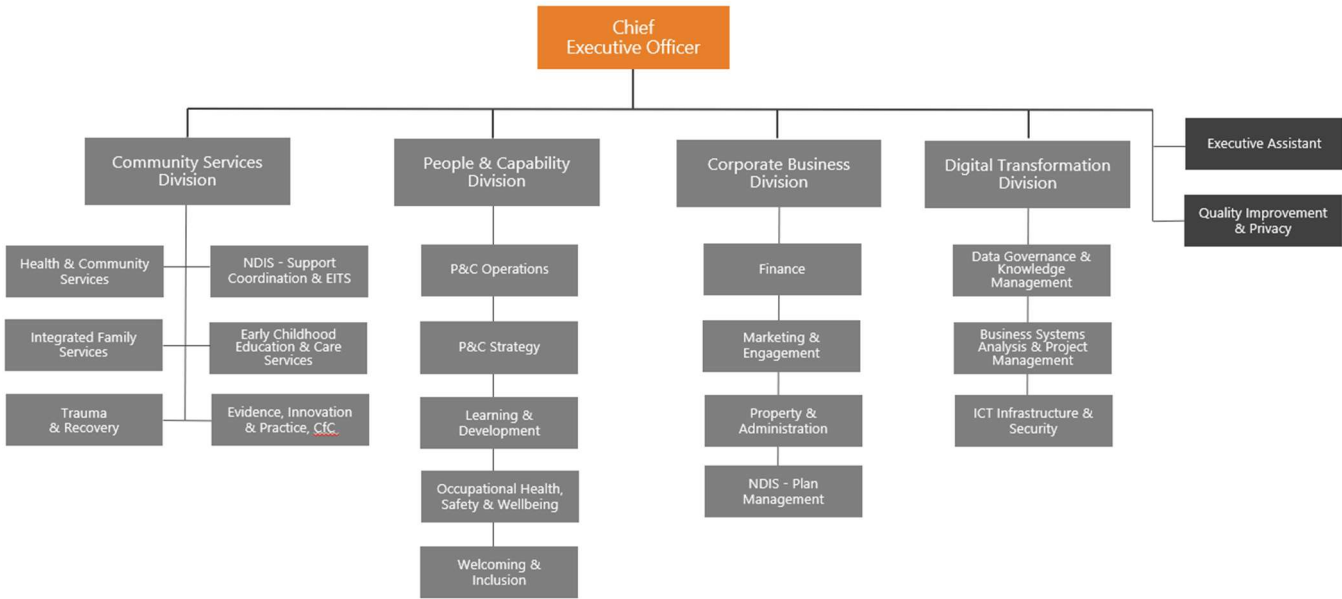 Chief
Executive Officer
Community Services
Division
People & Capability
Division
Corporate Business
Division
Digital Transformation
Division
Executive Assistant
Quality Improvement
& Privacy
Health & Community
Services
NDIS - Support
Coordination & EITS
Integrated Family
Services
Early Childhood
Education & Care
Services
Trauma
& Recovery
Evidence, Innovation
& Practice, CfC
P&C Operations
P&C Strategy
Learning &
Development
Occupational Health,
Safety & Wellbeing
Welcoming &
Inclusion
Finance
Marketing &
Engagement
Property &
Administration
NDIS - Plan
Management
Data Governance &
Knowledge
Management
Business Systems
Analysis & Project
Management
ICT Infrastructure &
Security